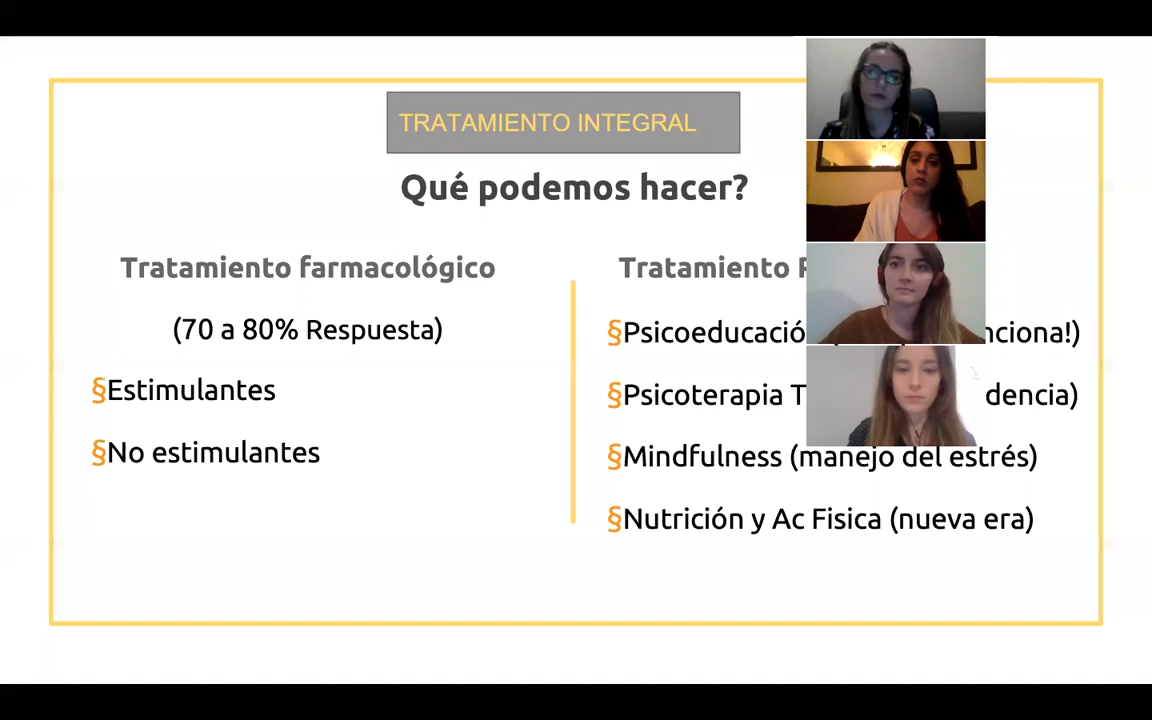 TRATAMIENTO INTEGRAL
Qué podemos hacer?
Tratamiento farmacológico
(70 a 80% Respuesta)
§Estimulantes
§No estimulantes
Tratamiento
§Psicoeducació nciona!)
§Psicoterapia T dencia)
§Mindfulness (manejo del estrés)
§Nutrición y Ac Fisica (nueva era)